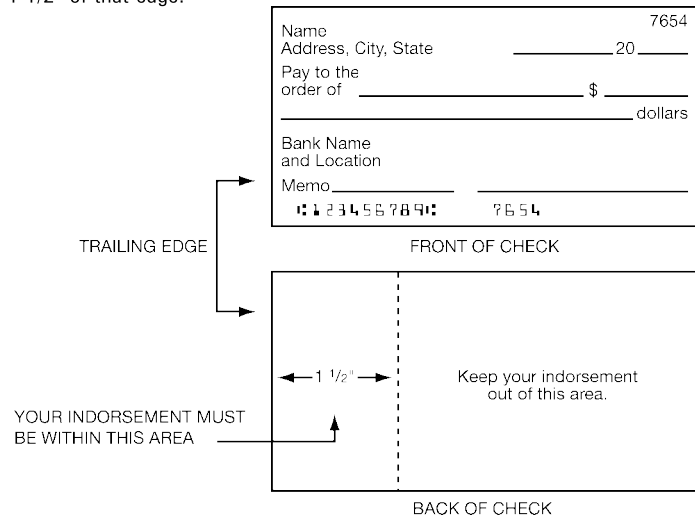 1 1/2" of that edge.
7654
Name
Address, City, State
20
Pay to the
order of $
dollars
Bank Name
and Location
Memo
⑆123456789⑆ 7654
TRAILING EDGE
FRONT OF CHECK
1 1/2"
Keep your indorsement
out of this area.
YOUR INDORSEMENT MUST
BE WITHIN THIS AREA
BACK OF CHECK